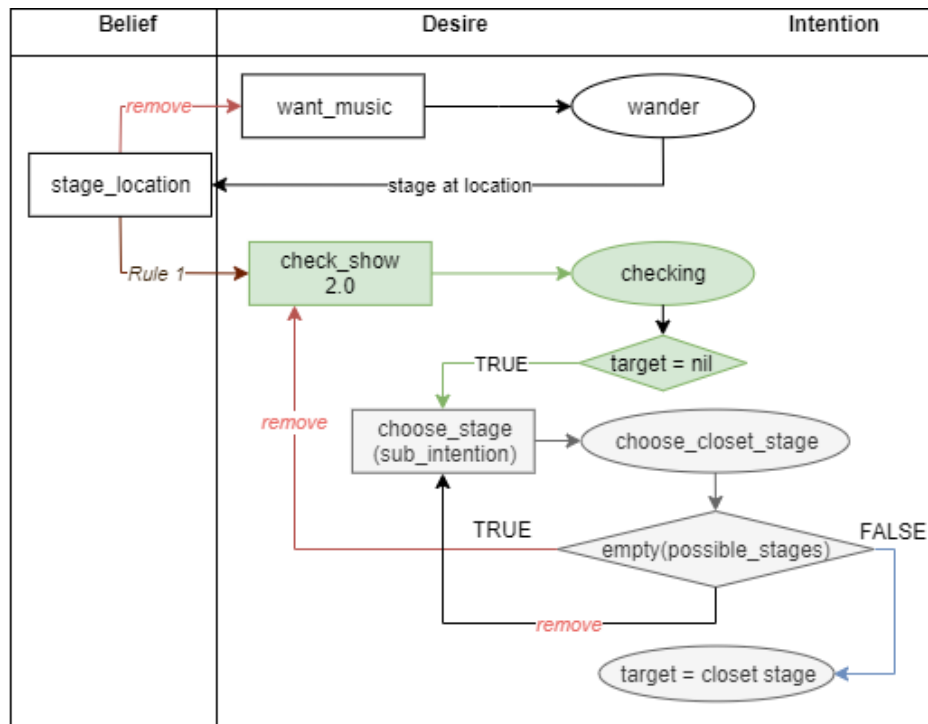 Belief
Desire
Intention
remove
want_music
wander
stage_location
stage at location
Rule 1
check_show
2.0
checking
TRUE
target = nil
remove
choose_stage
(sub_intention)
choose_closet_stage
TRUE
FALSE
empty(possible_stages)
remove
target = closet stage